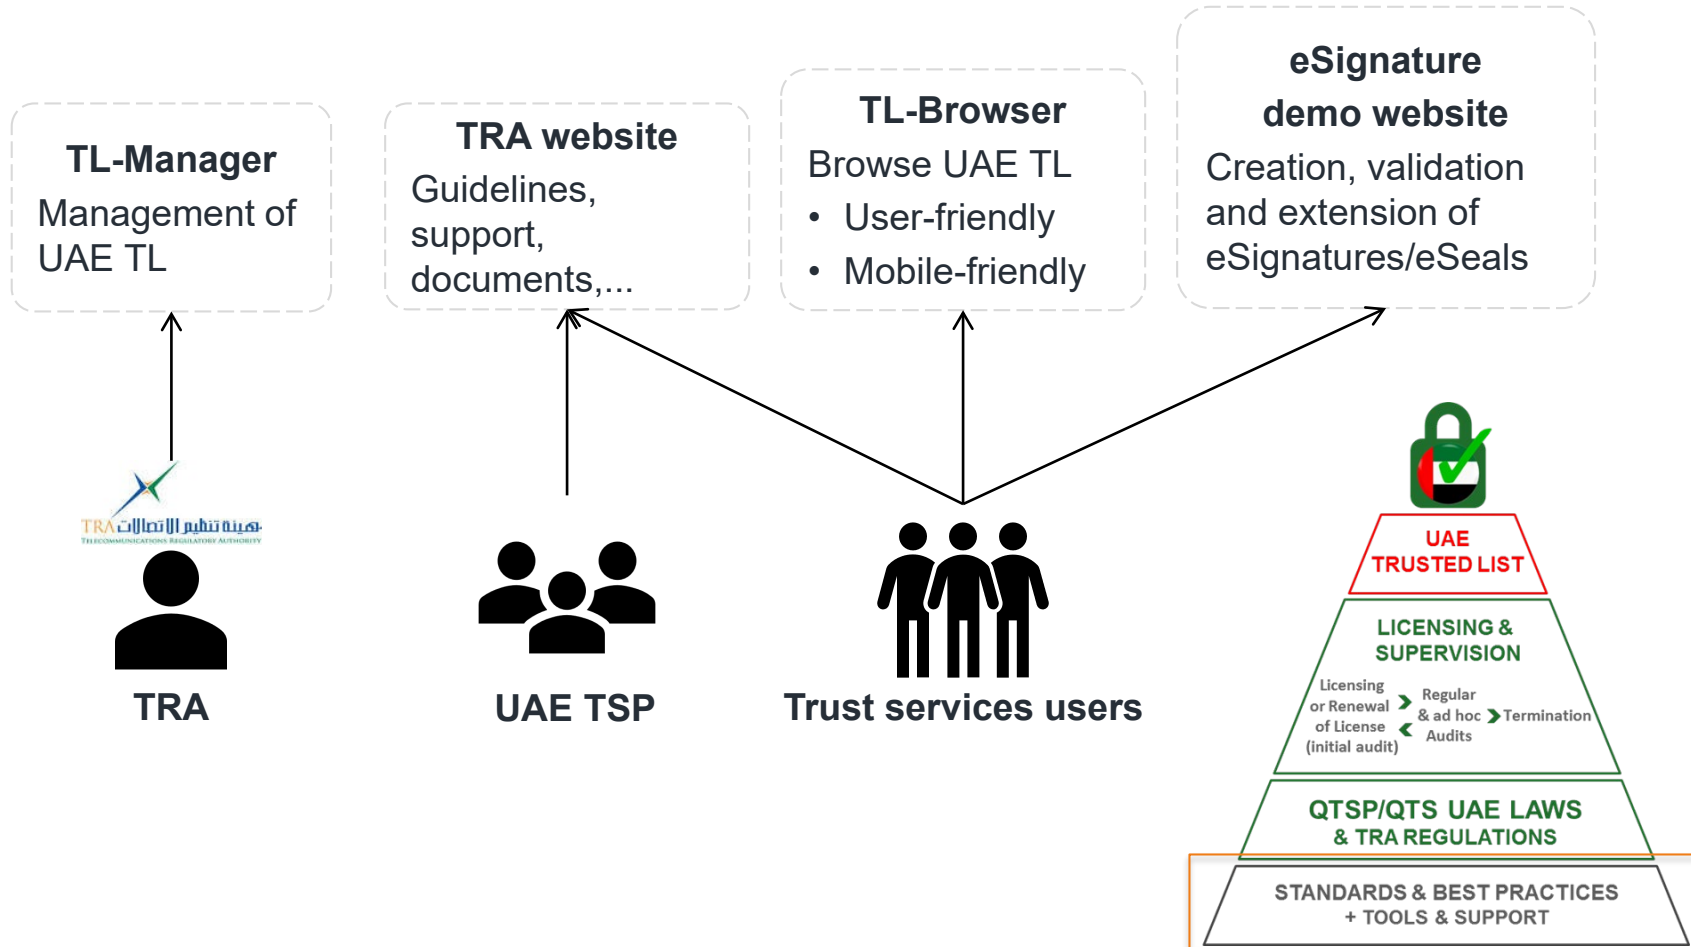 TL-Manager
Management of
UAE TL
TRA website
Guidelines,
support,
documents,...
TL-Browser
Browse UAE TL
• User-friendly
• Mobile-friendly
eSignature
demo website
Creation, validation
and extension of
eSignatures/eSeals
TRA هيئة تنظيم الاتصالات
TELECOMMUNICATIONS REGULATORY AUTHORITY
TRA
UAE TSP
Trust services users
UAE
TRUSTED LIST
LICENSING &
SUPERVISION
Licensing
or Renewal
of License
(initial audit)
Regular
& ad hoc
Audits
Termination
QTSP/QTS UAE LAWS
& TRA REGULATIONS
STANDARDS & BEST PRACTICES
+ TOOLS & SUPPORT